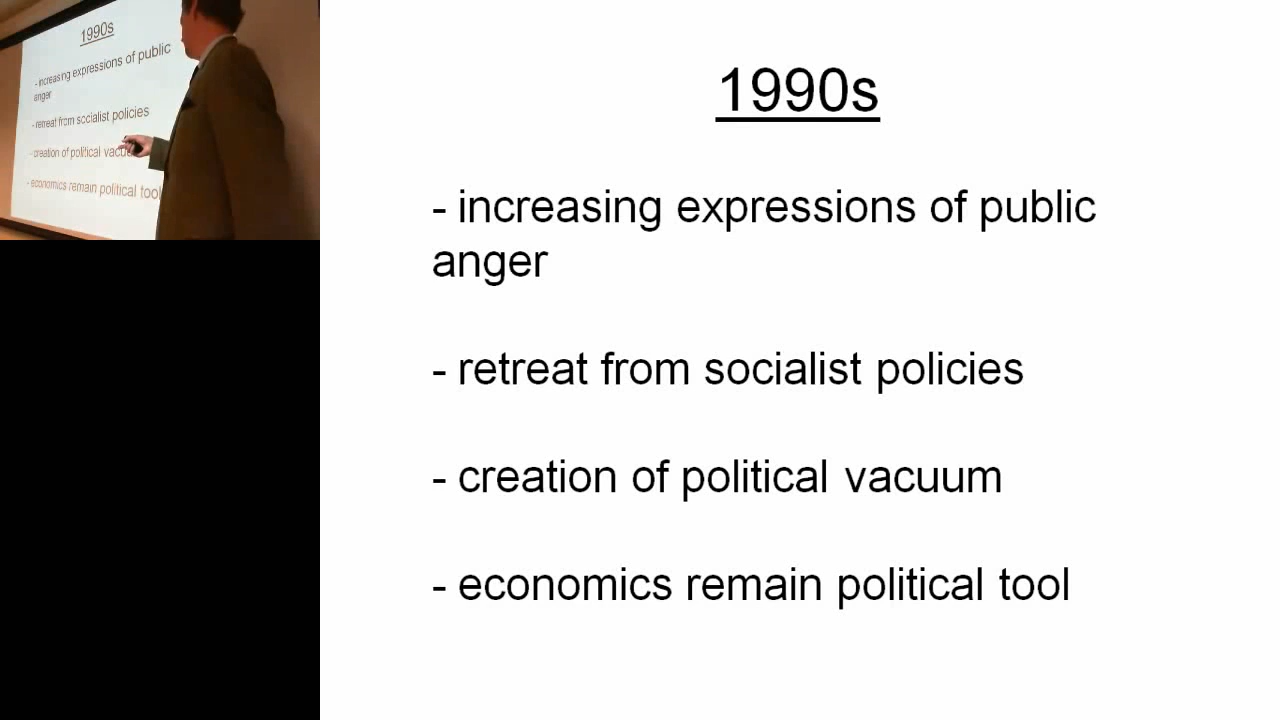 1990s
- increasing expressions of public
anger
- retreat from socialist policies
- creation of political vacuum
- economics remain political tool
1990s
- increasing expressions of public
anger
- retreat from socialist policies
- creation of political
- economics remain political tool